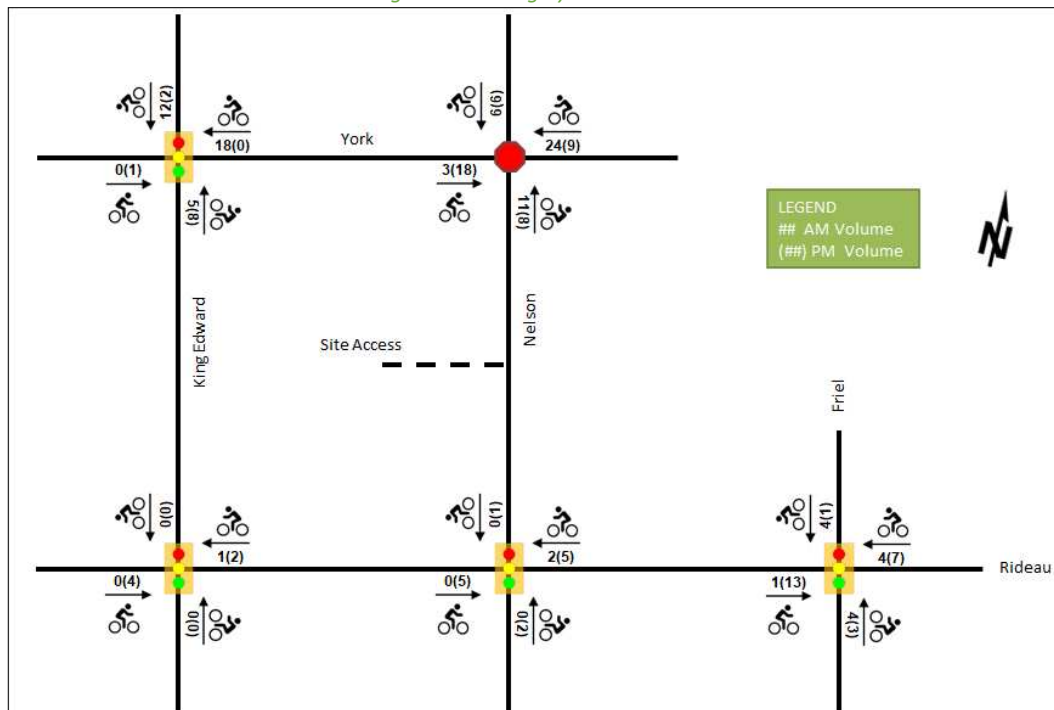 12(2)
18(0)
York
24(9)
0(1)
3(18)
5(8)
11(8)
LEGEND
## AM Volume
(##) PM Volume
N
King Edward
Nelson
Site Access
Friel
0(0)
0(1)
4(1)
1(2)
2(5)
4(7)
Rideau
0(4)
0(5)
1(13)
0(0)
0(2)
4(3)